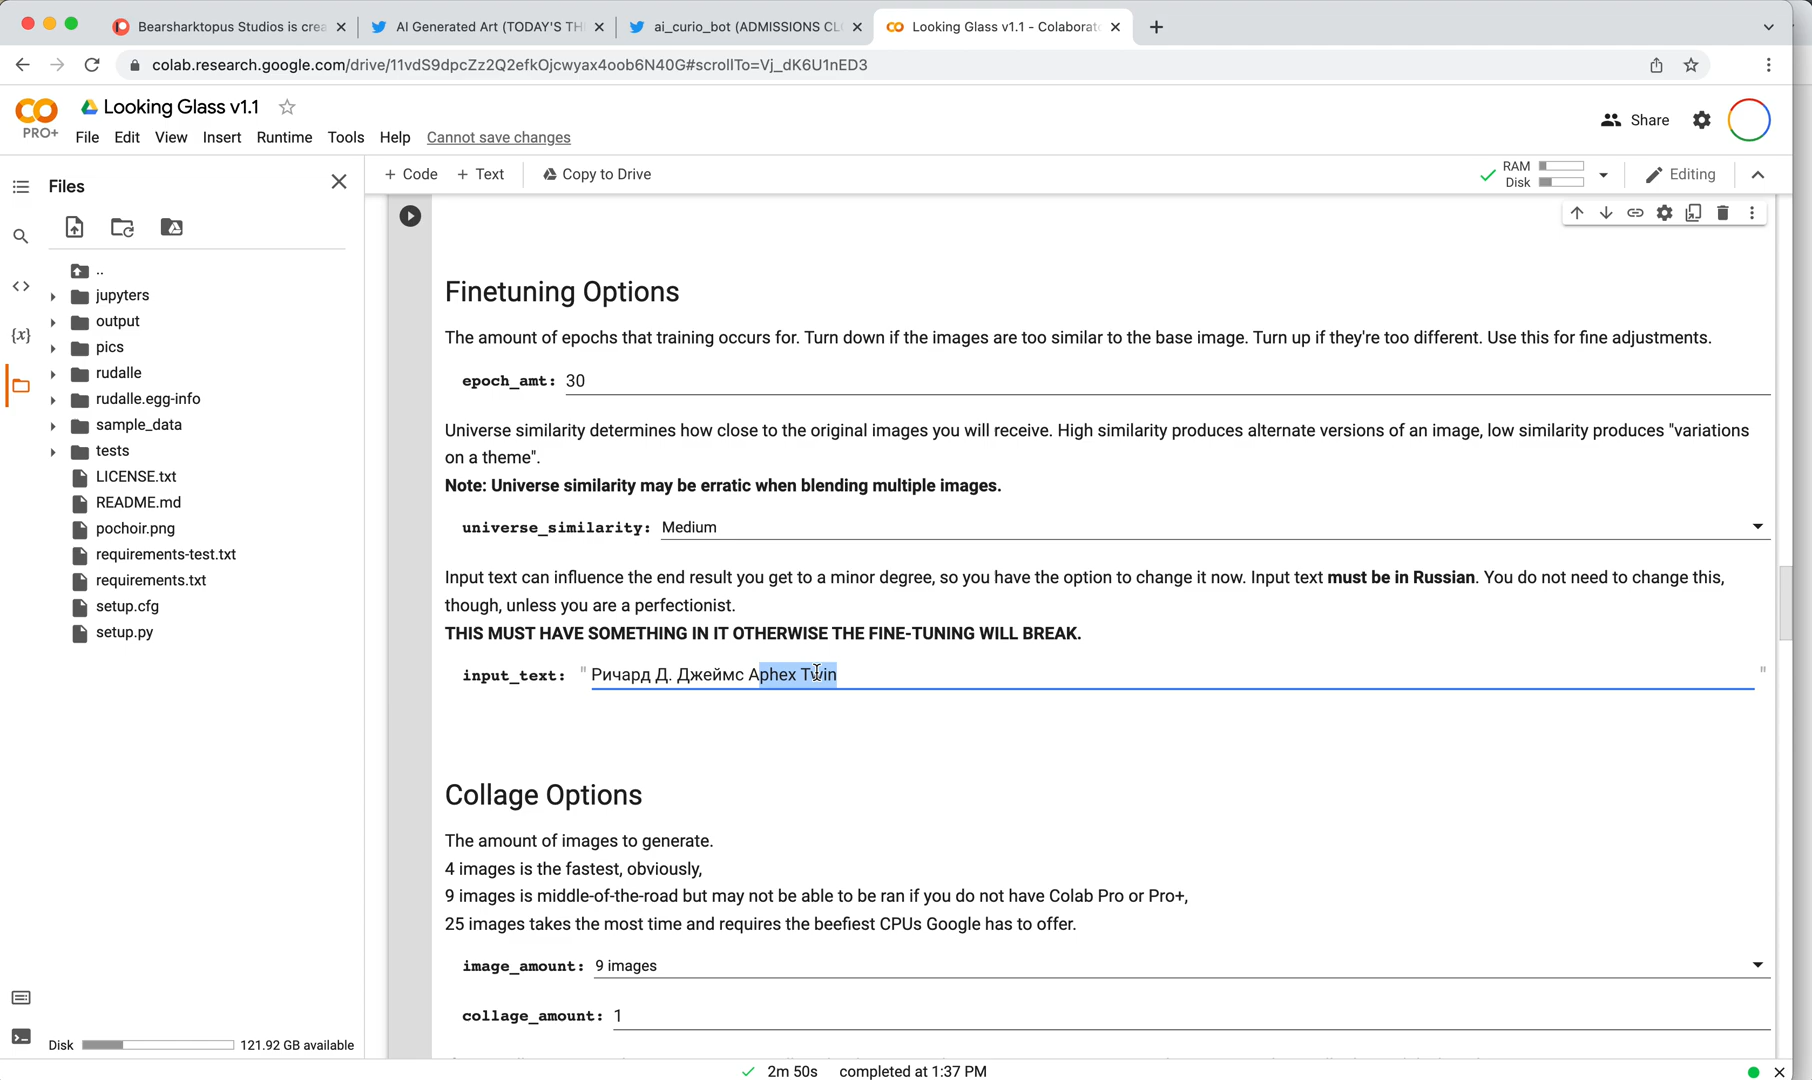 Bearsharktopus Studios is crea
AI Generated Art (TODAY'S TH
ai_curio_bot (ADMISSIONS CL
Looking Glass v1.1 - Colaborato
colab.research.google.com/drive/11vdS9dpcZz2Q2efkOjcwyax4oob6N40G#scrollTo=Vj_dK6U1nED3
PRO+
Looking Glass v1.1
File Edit View Insert Runtime Tools Help Cannot save changes
Share
Files
+ Code + Text Copy to Drive
RAM
Disk
Editing
..
jupyters
output
pics
rudalle
rudalle.egg-info
sample_data
tests
LICENSE.txt
README.md
pochoir.png
requirements-test.txt
requirements.txt
setup.cfg
setup.py
Disk 121.92 GB available
Finetuning Options
The amount of epochs that training occurs for. Turn down if the images are too similar to the base image. Turn up if they're too different. Use this for fine adjustments.
epoch_amt: 30
Universe similarity determines how close to the original images you will receive. High similarity produces alternate versions of an image, low similarity produces "variations
on a theme".
Note: Universe similarity may be erratic when blending multiple images.
universe_similarity: Medium
Input text can influence the end result you get to a minor degree, so you have the option to change it now. Input text must be in Russian. You do not need to change this,
though, unless you are a perfectionist.
THIS MUST HAVE SOMETHING IN IT OTHERWISE THE FINE-TUNING WILL BREAK.
input_text: " Ричард Д. Джеймс Aphex Twin "
Collage Options
The amount of images to generate.
4 images is the fastest, obviously,
9 images is middle-of-the-road but may not be able to be ran if you do not have Colab Pro or Pro+,
25 images takes the most time and requires the beefiest CPUs Google has to offer.
image_amount: 9 images
collage_amount: 1
2m 50s completed at 1:37 PM